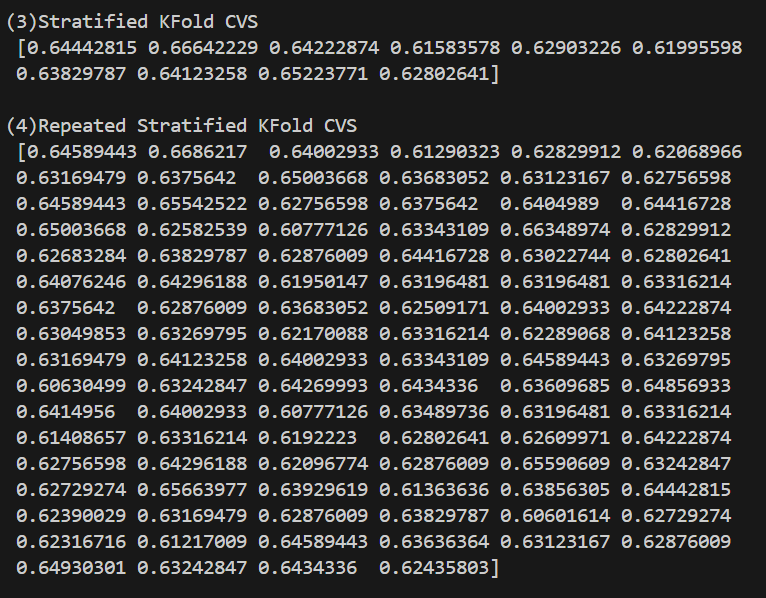 (3)Stratified KFold CVS
[0.64442815 0.66642229 0.64222874 0.61583578 0.62903226 0.61995598
0.63829787 0.64123258 0.65223771 0.62802641]
(4)Repeated Stratified KFold CVS
[0.64589443 0.6686217  0.64002933 0.61290323 0.62829912 0.62068966
0.63169479 0.6375642  0.65003668 0.63683052 0.63123167 0.62756598
0.64589443 0.65542522 0.62756598 0.6375642  0.6404989  0.64416728
0.65003668 0.62582539 0.60777126 0.63343109 0.66348974 0.62829912
0.62683284 0.63829787 0.62876009 0.64416728 0.63022744 0.62802641
0.64076246 0.64296188 0.61950147 0.63196481 0.63196481 0.63316214
0.6375642  0.62876009 0.63683052 0.62509171 0.64002933 0.64222874
0.63049853 0.63269795 0.62170088 0.63316214 0.62289068 0.64123258
0.63169479 0.64123258 0.64002933 0.63343109 0.64589443 0.63269795
0.60630499 0.63242847 0.64269993 0.6434336  0.63609685 0.64856933
0.6414956  0.64002933 0.60777126 0.63489736 0.63196481 0.63316214
0.61408657 0.63316214 0.6192223  0.62802641 0.62609971 0.64222874
0.62756598 0.64296188 0.62096774 0.62876009 0.65590609 0.63242847
0.62729274 0.65663977 0.63929619 0.61363636 0.63856305 0.64442815
0.62390029 0.63169479 0.62876009 0.63829787 0.60601614 0.62729274
0.62316716 0.61217009 0.64589443 0.63636364 0.63123167 0.62876009
0.64930301 0.63242847 0.6434336  0.62435803]